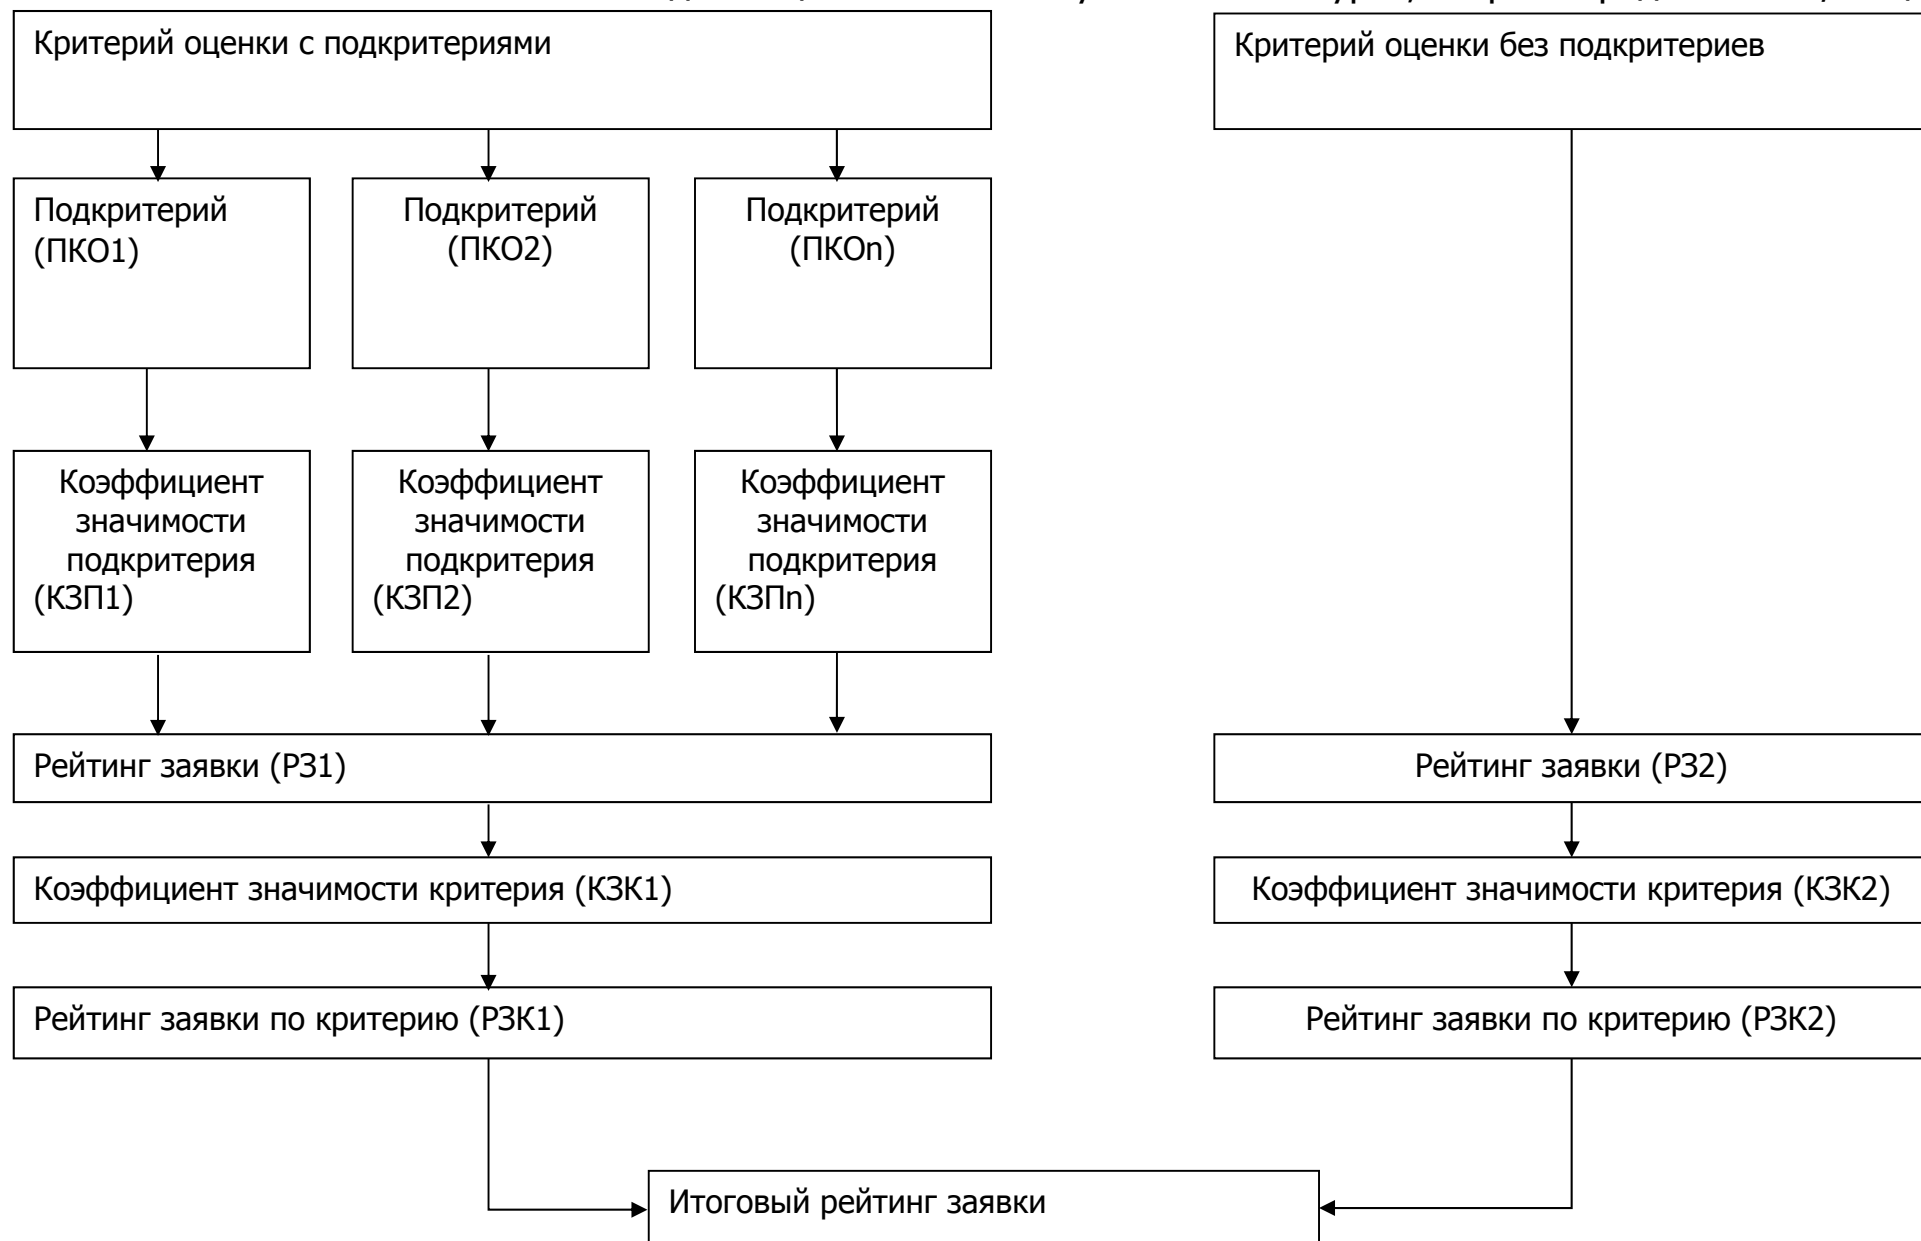 Критерий оценки с подкритериями
Критерий оценки без подкритериев
Подкритерий
(ПКО1)
Подкритерий
(ПКО2)
Подкритерий
(ПКОn)
Коэффициент
значимости
подкритерия
(КЗП1)
Коэффициент
значимости
подкритерия
(КЗП2)
Коэффициент
значимости
подкритерия
(КЗПn)
Рейтинг заявки (РЗ1)
Рейтинг заявки (РЗ2)
Коэффициент значимости критерия (КЗК1)
Коэффициент значимости критерия (КЗК2)
Рейтинг заявки по критерию (РЗК1)
Рейтинг заявки по критерию (РЗК2)
Итоговый рейтинг заявки